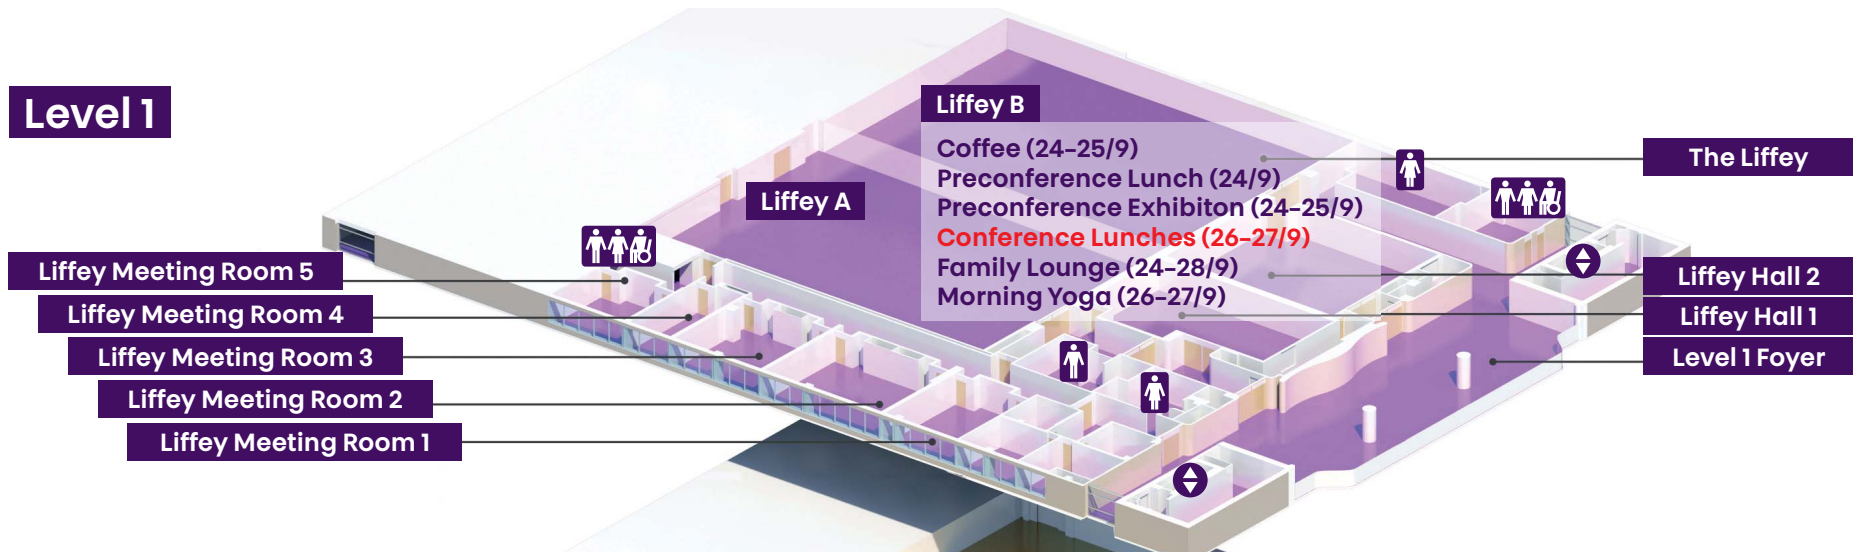 Level 1
Liffey B
Coffee (24–25/9)
Preconference Lunch (24/9)
Preconference Exhibiton (24–25/9)
Conference Lunches (26–27/9)
Family Lounge (24–28/9)
Morning Yoga (26–27/9)
Liffey A
The Liffey
Liffey Hall 2
Liffey Hall 1
Level 1 Foyer
Liffey Meeting Room 5
Liffey Meeting Room 4
Liffey Meeting Room 3
Liffey Meeting Room 2
Liffey Meeting Room 1